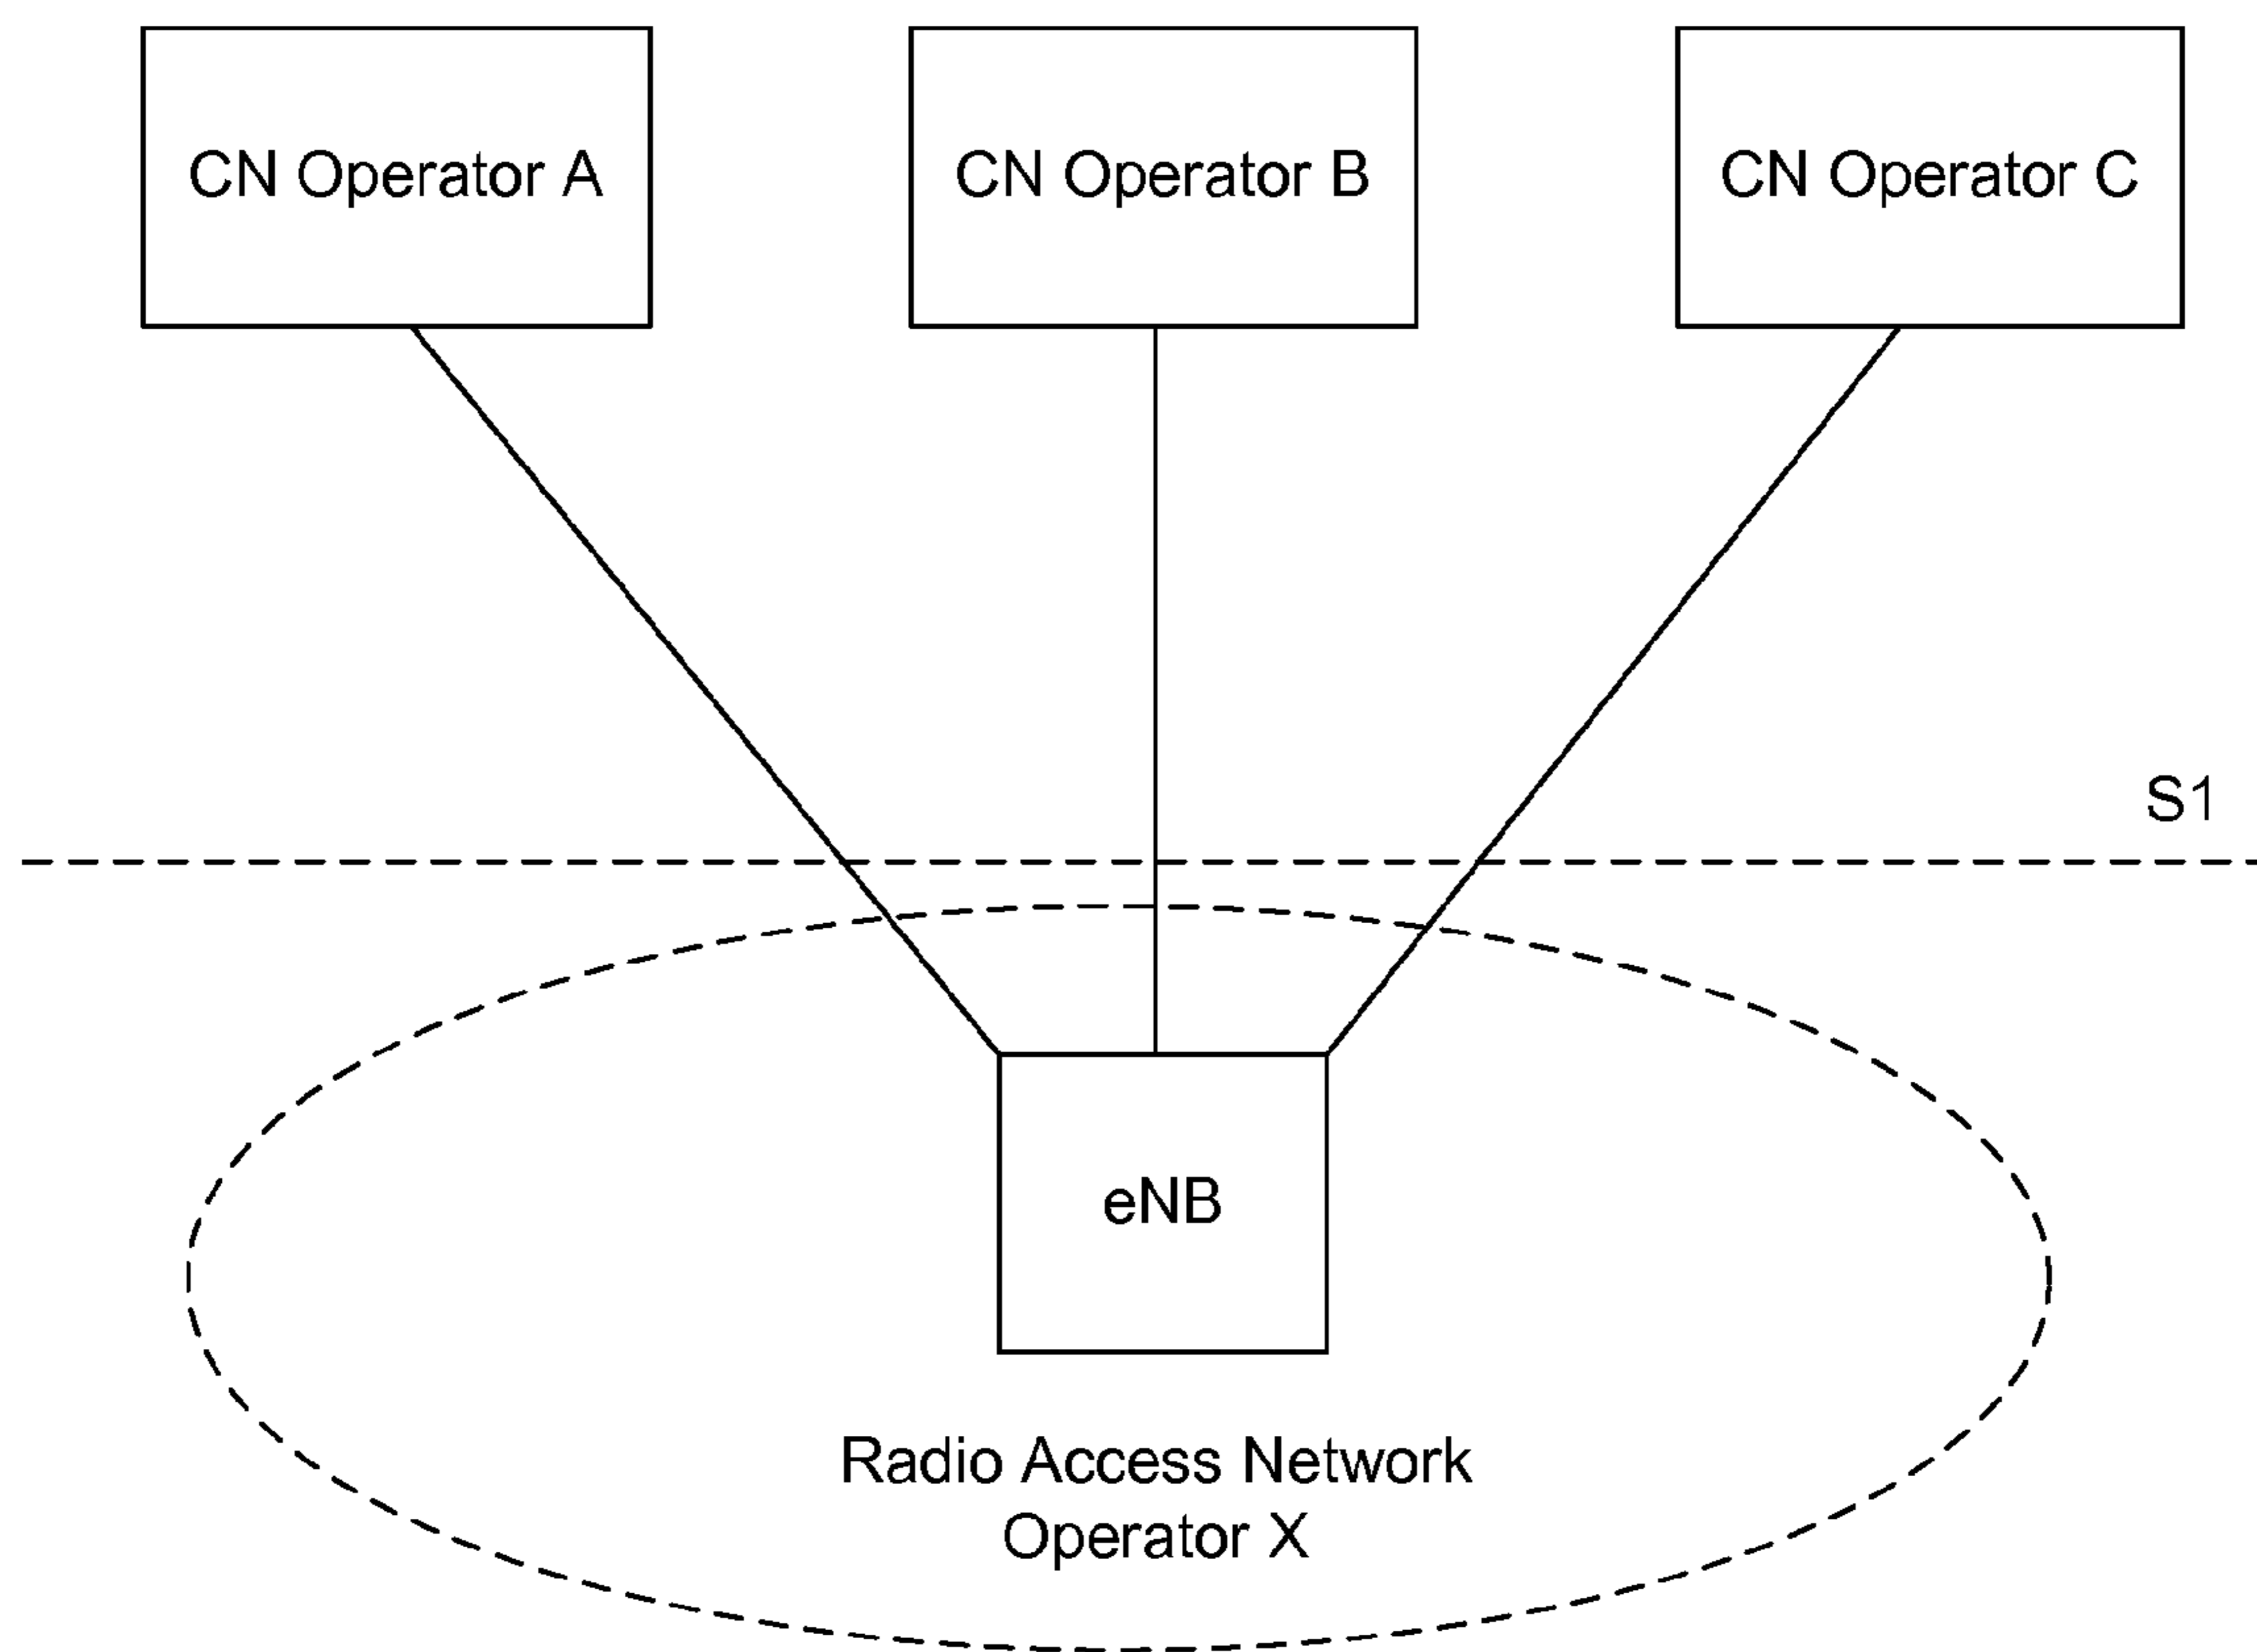 CN Operator A
CN Operator B
CN Operator C
S1
eNB
Radio Access Network
Operator X